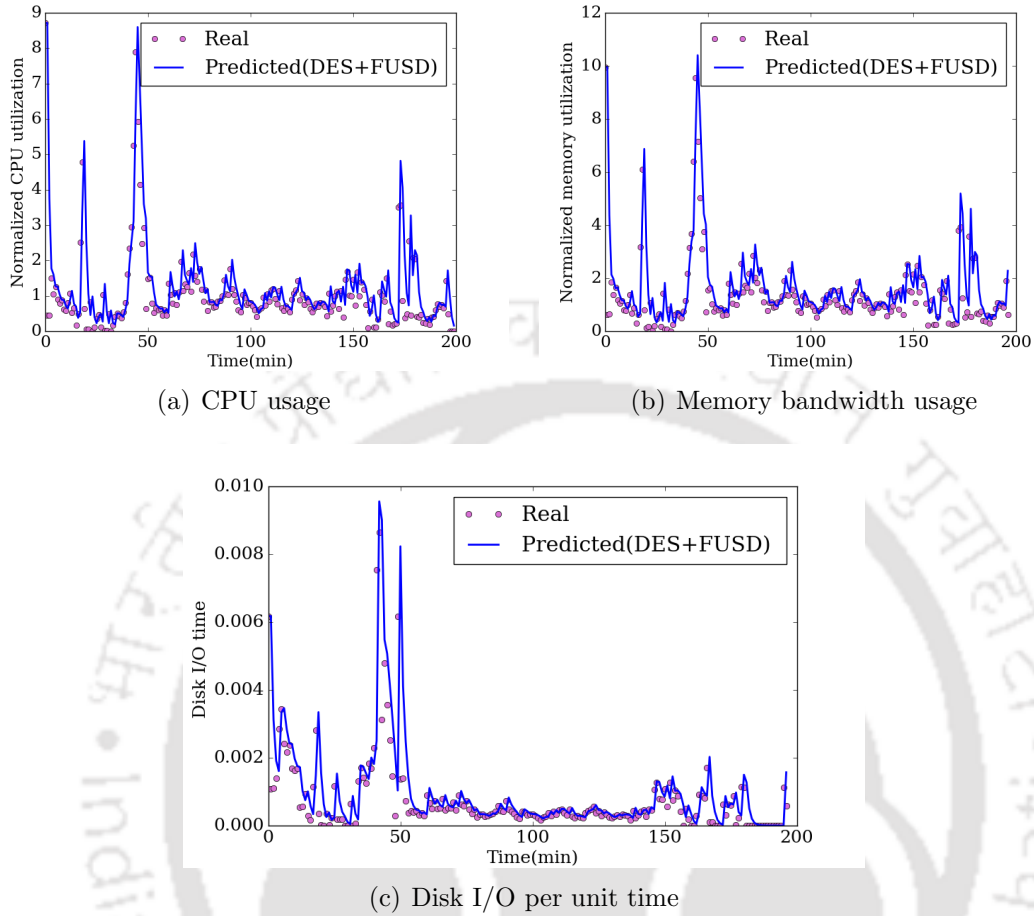 9
8
7
6
5
4
3
2
1
0
Normalized CPU utilization
Real
Predicted(DES+FUSD)
0 50 100 150 200
Time(min)
(a) CPU usage
12
10
8
6
4
2
0
Normalized memory utilization
Real
Predicted(DES+FUSD)
0 50 100 150 200
Time(min)
(b) Memory bandwidth usage
0.010
0.008
0.006
0.004
0.002
0.000
Disk I/O time
Real
Predicted(DES+FUSD)
0 50 100 150 200
Time(min)
(c) Disk I/O per unit time